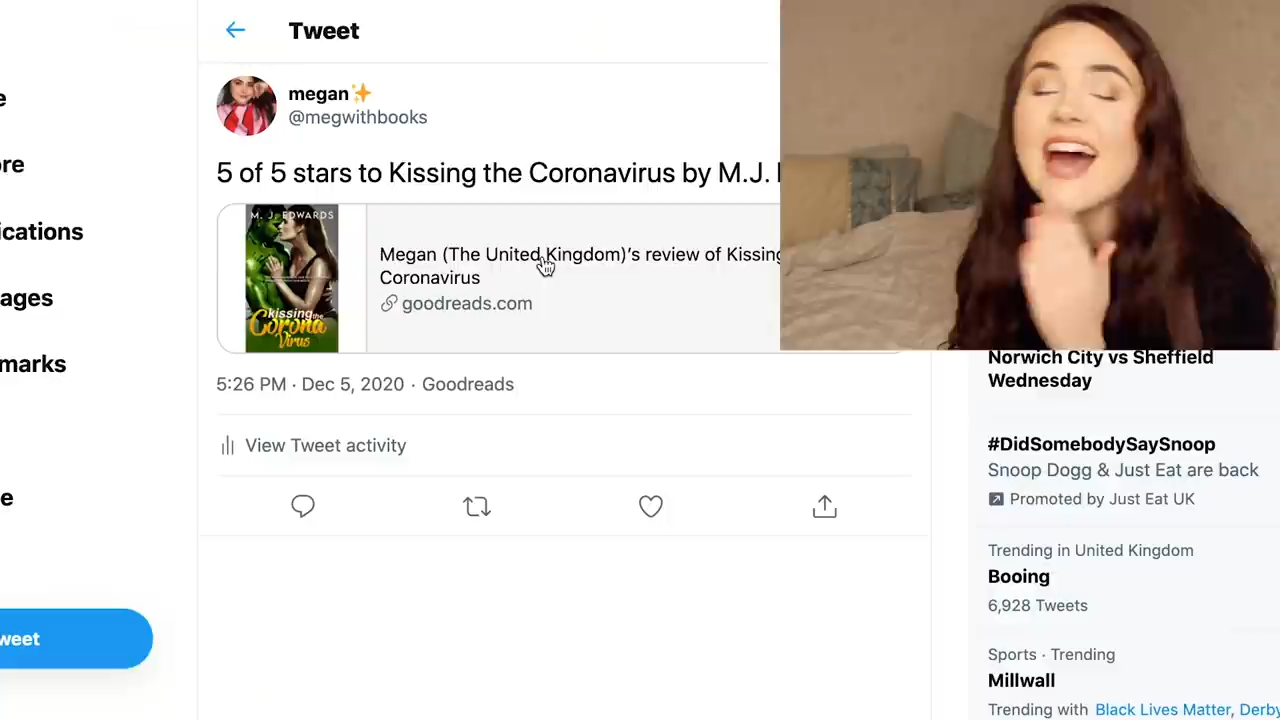 Tweet
megan✨
@megwithbooks
5 of 5 stars to Kissing the Coronavirus by M.J.
M. J. EDWARDS
kissing the
Corona
Virus
Megan (The United Kingdom)’s review of Kissing
Coronavirus
goodreads.com
5:26 PM · Dec 5, 2020 · Goodreads
View Tweet activity
e
ore
ications
ages
marks
e
weet
Norwich City vs Sheffield
Wednesday
#DidSomebodySaySnoop
Snoop Dogg & Just Eat are back
Promoted by Just Eat UK
Trending in United Kingdom
Booing
6,928 Tweets
Sports · Trending
Millwall
Trending with Black Lives Matter, Derby